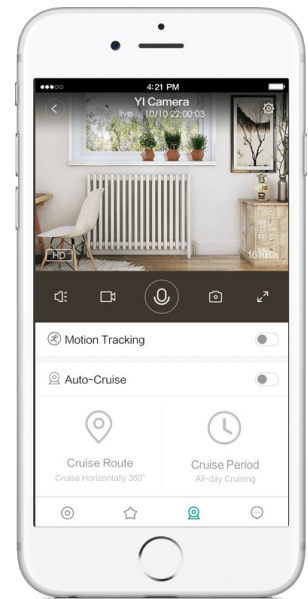 4:21 PM
YI Camera
live | 10/10 22:00:03
HD
16 KB/s
Motion Tracking
Auto-Cruise
Cruise Route
Cruise Period
Cruise Horizontally 360°
All-day Cruising